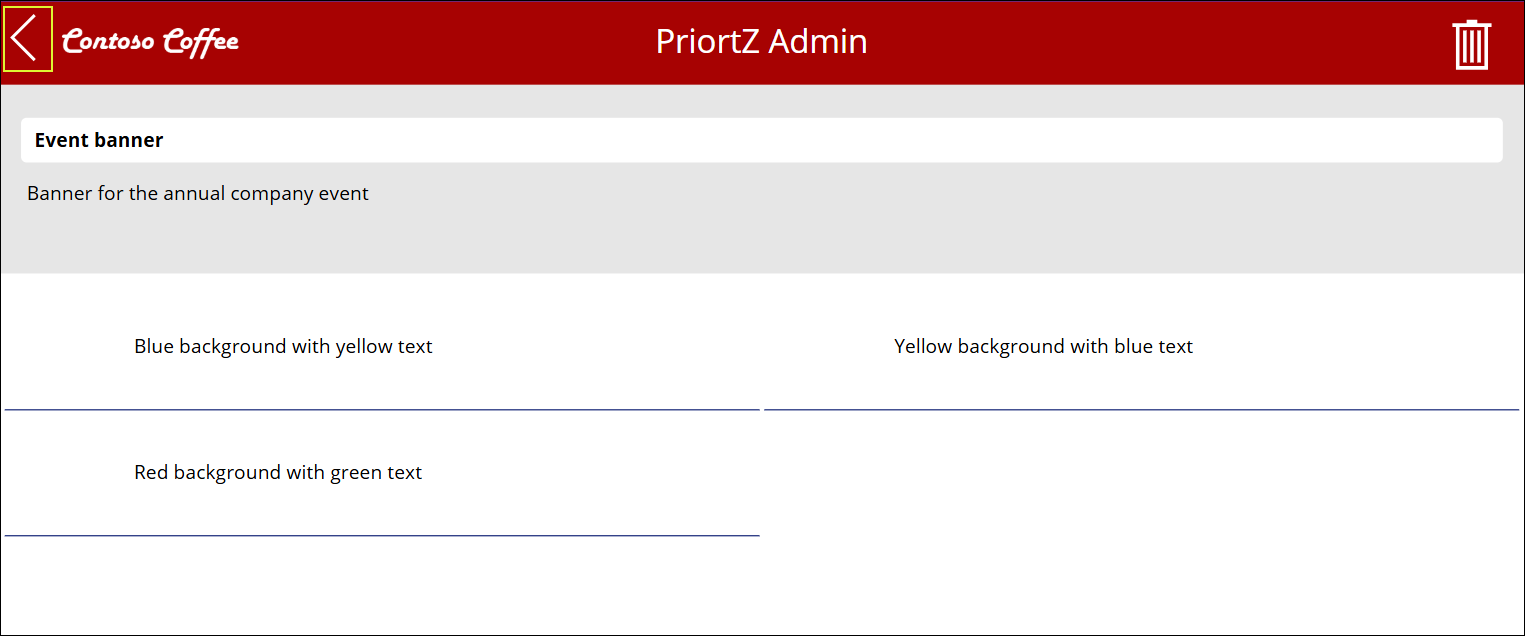 Contoso Coffee
PriortZ Admin
Event banner
Banner for the annual company event
Blue background with yellow text
Yellow background with blue text
Red background with green text